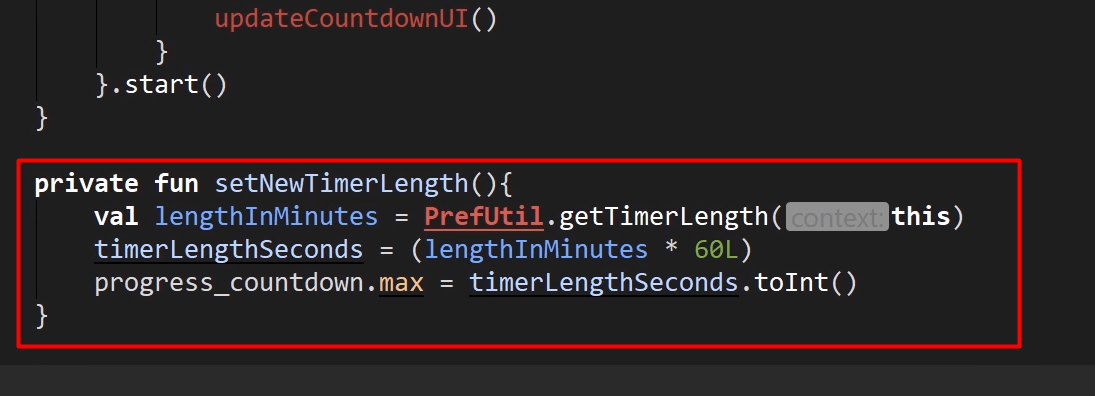 updateCountdownUI()
}
}.start()
}
private fun setNewTimerLength(){
val lengthInMinutes = PrefUtil.getTimerLength(context: this)
timerLengthSeconds = (lengthInMinutes * 60L)
progress_countdown.max = timerLengthSeconds.toInt()
}